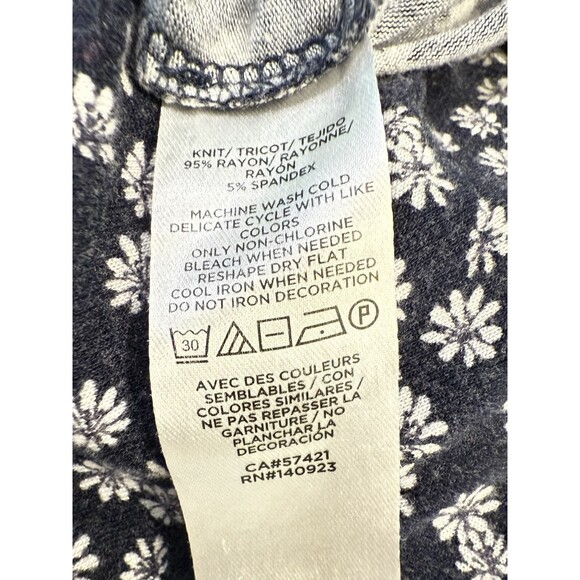 KNIT/ TRICOT/ TEJIDO
95% RAYON/ RAYONNE/
RAYÓN
5% SPANDEX
MACHINE WASH COLD
DELICATE CYCLE WITH LIKE
COLORS
ONLY NON-CHLORINE
BLEACH WHEN NEEDED
RESHAPE DRY FLAT
COOL IRON WHEN NEEDED
DO NOT IRON DECORATION
30 P
AVEC DES COULEURS
SEMBLABLES / CON
COLORES SIMILARES /
NE PAS REPASSER LA
GARNITURE / NO
PLANCHAR LA
DECORACIÓN
CA#57421
RN#140923